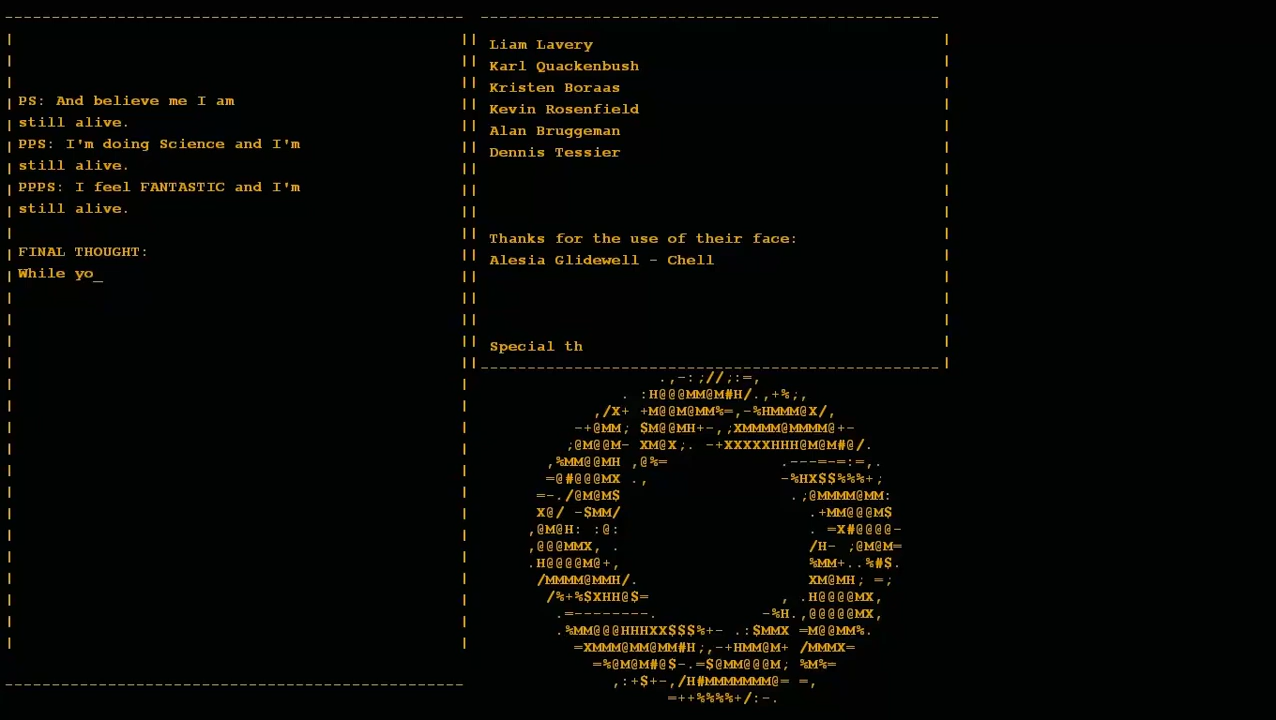 PS: And believe me I am
still alive.
PPS: I'm doing Science and I'm
still alive.
PPPS: I feel FANTASTIC and I'm
still alive.
FINAL THOUGHT:
While yo_
Liam Lavery
Karl Quackenbush
Kristen Boraas
Kevin Rosenfield
Alan Bruggeman
Dennis Tessier
Thanks for the use of their face:
Alesia Glidewell - Chell
Special th